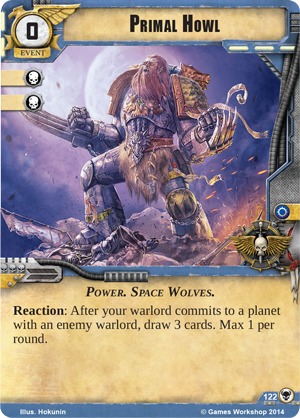 PRIMAL HOWL
0
EVENT
POWER. SPACE WOLVES.
Reaction: After your warlord commits to a planet
with an enemy warlord, draw 3 cards. Max 1 per
round.
122
Illus. Hokunin
© Games Workshop 2014